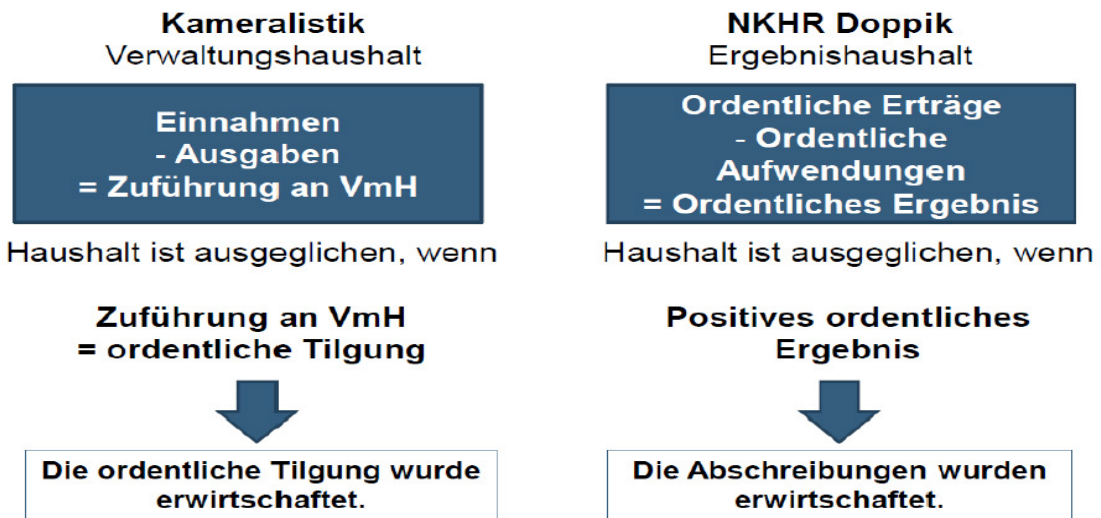 Kameralistik
Verwaltungshaushalt
Einnahmen
- Ausgaben
= Zuführung an VmH
Haushalt ist ausgeglichen, wenn
Zuführung an VmH
= ordentliche Tilgung
Die ordentliche Tilgung wurde
erwirtschaftet.
NKHR Doppik
Ergebnishaushalt
Ordentliche Erträge
- Ordentliche
Aufwendungen
= Ordentliches Ergebnis
Haushalt ist ausgeglichen, wenn
Positives ordentliches
Ergebnis
Die Abschreibungen wurden
erwirtschaftet.